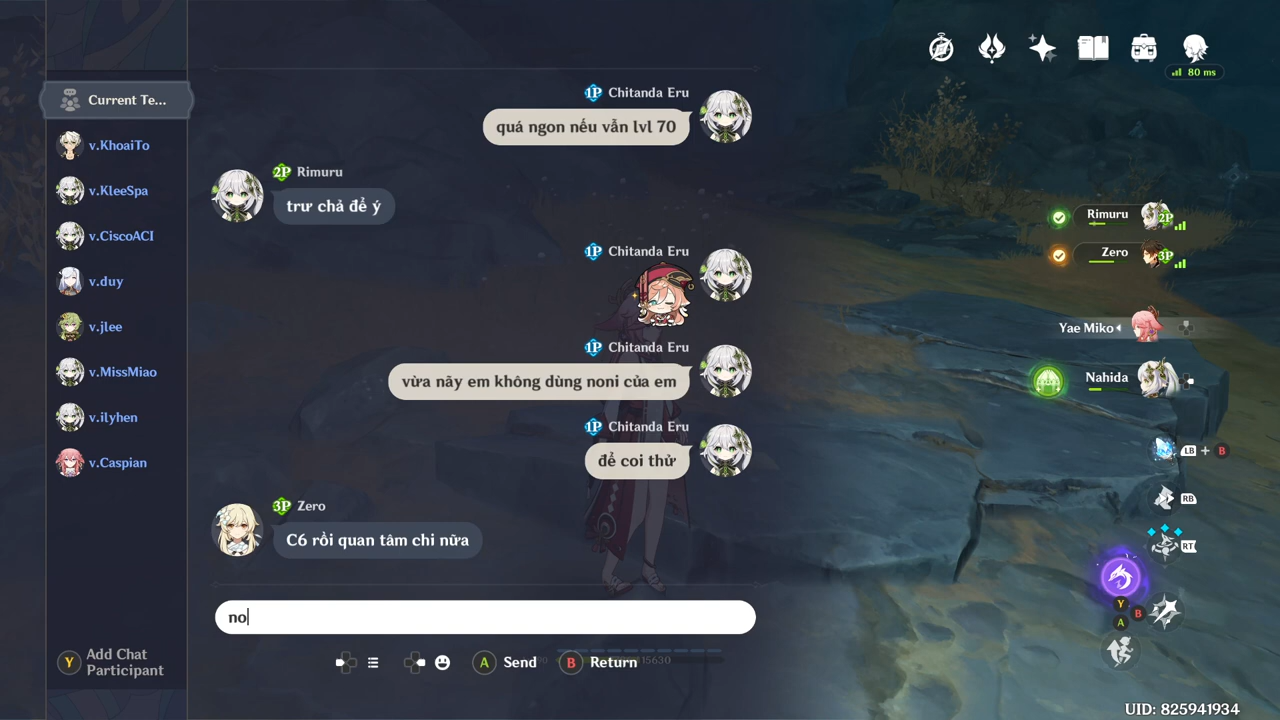 80 ms
Current Te...
v.KhoaiTo
v.KleeSpa
v.CiscoACI
v.duy
v.jlee
v.MissMiao
v.ilyhen
v.Caspian
Y Add Chat
Participant
1P Chitanda Eru
quá ngon nếu vẫn lvl 70
2P Rimuru
trư chả để ý
1P Chitanda Eru
1P Chitanda Eru
vừa nãy em không dùng noni của em
1P Chitanda Eru
để coi thử
3P Zero
C6 rồi quan tâm chi nữa
no
A Send
B Return
Rimuru 2P
Zero 3P
Yae Miko
Nahida
LB + B
RB
RT
Y
B
A
UID: 825941934